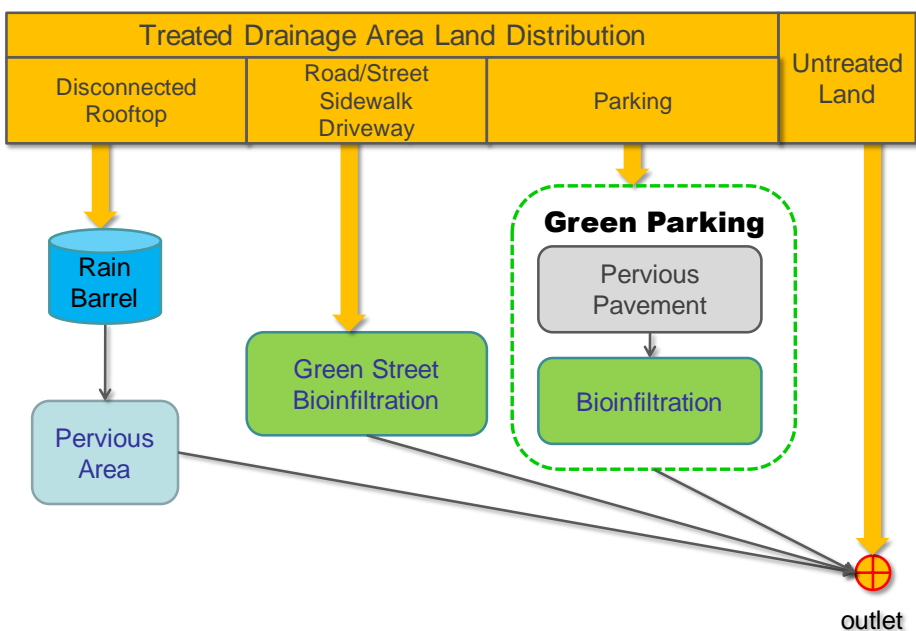 Treated Drainage Area Land Distribution
Untreated
Land
Disconnected
Rooftop
Road/Street
Sidewalk
Driveway
Parking
Rain
Barrel
Green Parking
Pervious
Pavement
Green Street
Bioinfiltration
Bioinfiltration
Pervious
Area
outlet